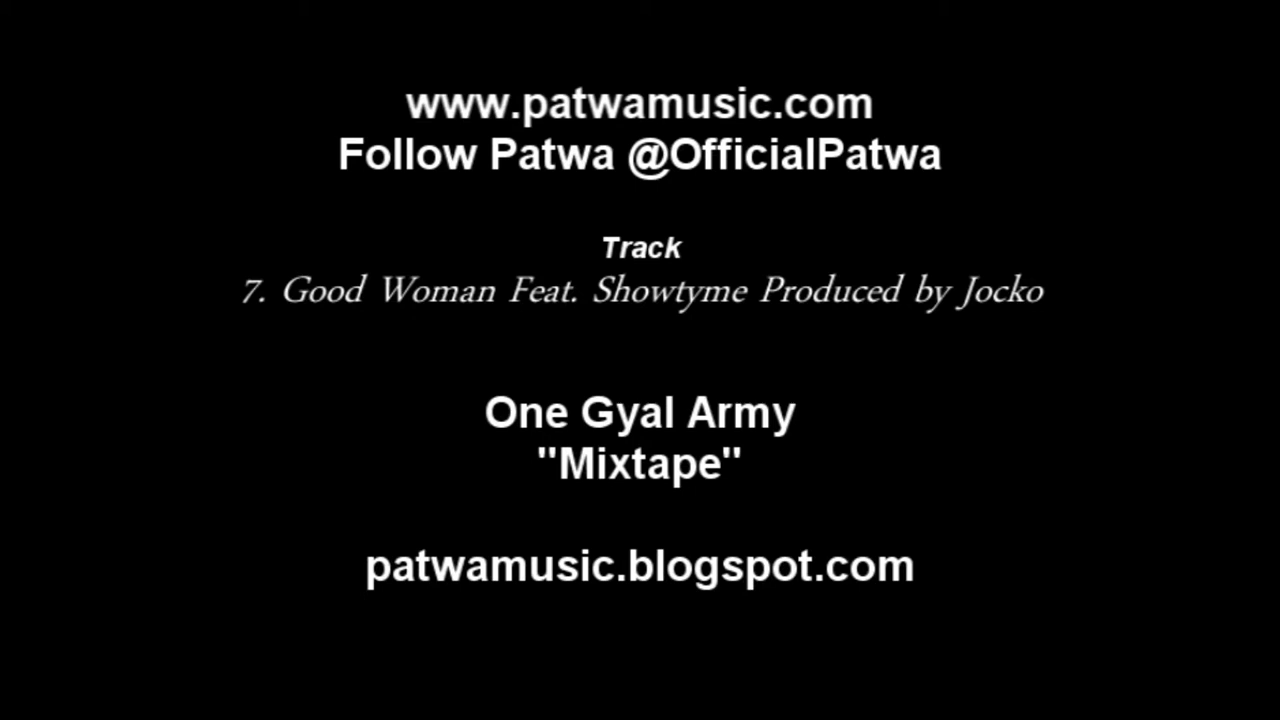 www.patwamusic.com
Follow Patwa @OfficialPatwa
Track
7. Good Woman Feat. Showtyme Produced by Jocko
One Gyal Army
"Mixtape"
patwamusic.blogspot.com